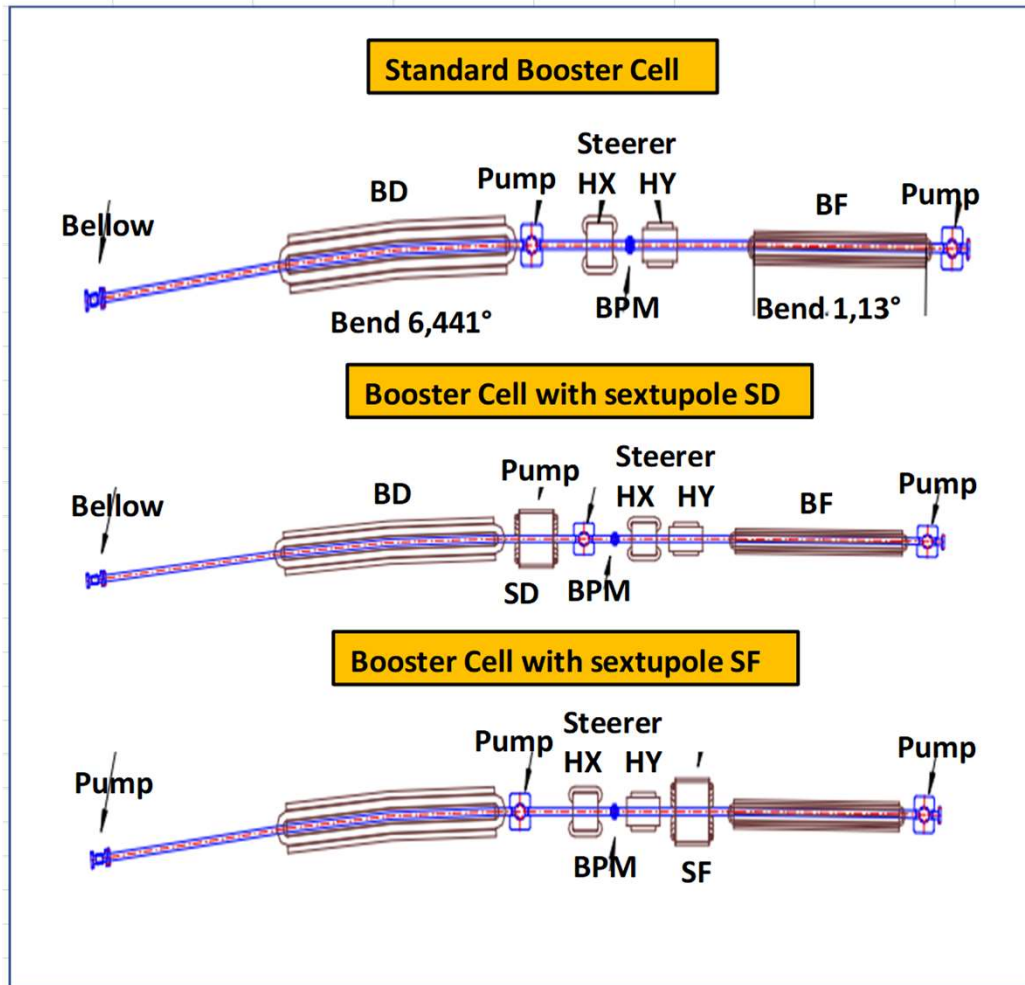 Standard Booster Cell
Steerer
BD
Pump
HX
HY
BF
Pump
Bellow
BPM
Bend 6,441°
Bend 1,13°
Booster Cell with sextupole SD
Steerer
Pump
HX
HY
Pump
Bellow
BD
BF
SD
BPM
Booster Cell with sextupole SF
Steerer
Pump
HX
HY
Pump
Pump
BPM
SF